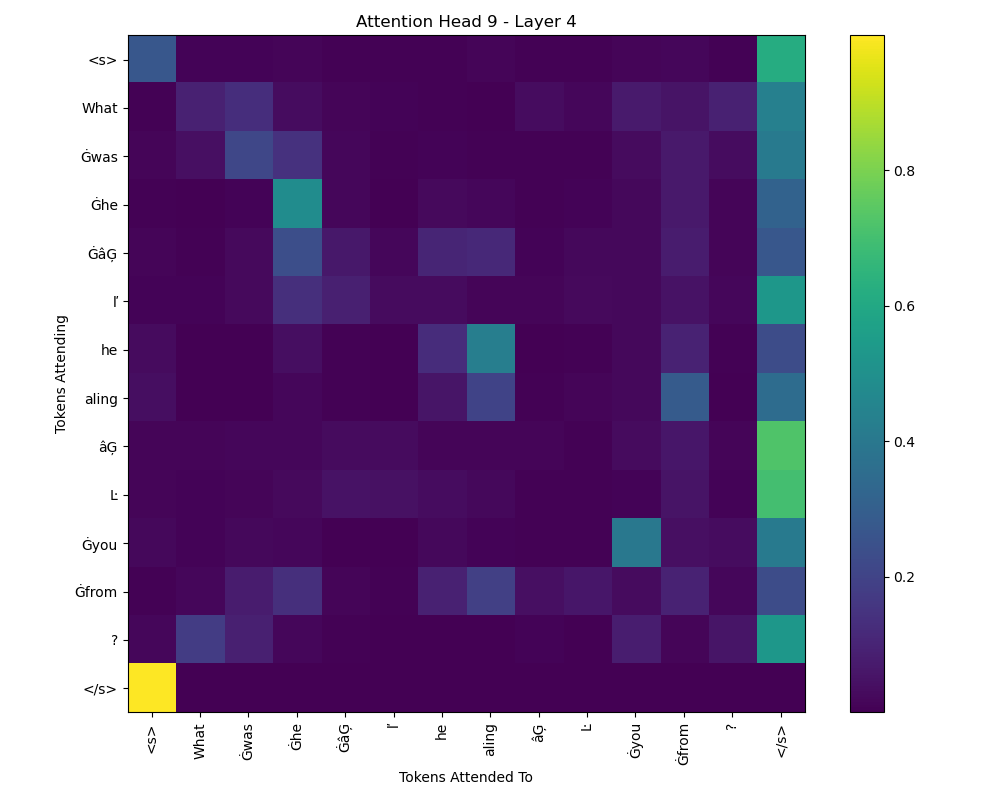 Attention Head 9 - Layer 4
Tokens Attending
<s>
What
Ġwas
Ġhe
ĠâĢ
ľ
he
aling
âĢ
Ŀ
Ġyou
Ġfrom
?
</s>
<s>
What
Ġwas
Ġhe
ĠâĢ
ľ
he
aling
âĢ
Ŀ
Ġyou
Ġfrom
?
</s>
Tokens Attended To
0.8
0.6
0.4
0.2